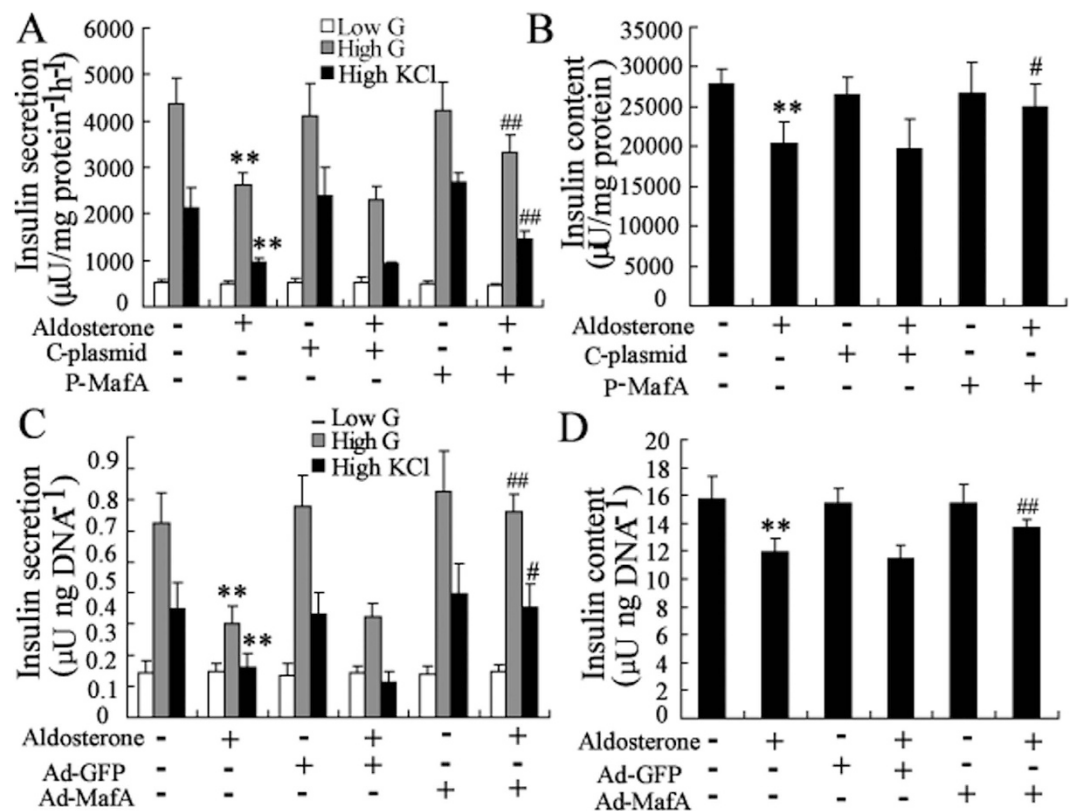 A
Low G
High G
High KCl
Insulin secretion
(μU/mg protein⁻¹h⁻¹)
6000
5000
4000
3000
2000
1000
0
** ** ## ##
Aldosterone - + - + - +
C-plasmid - - + + - -
P-MafA - - - - + +
B
Insulin content
(μU/mg protein)
35000
30000
25000
20000
15000
10000
5000
0
** #
Aldosterone - + - + - +
C-plasmid - - + + - -
P-MafA - - - - + +
C
Low G
High G
High KCl
Insulin secretion
(μU ng DNA⁻¹)
0.9
0.8
0.7
0.6
0.4
0.3
0.2
0.1
0
** ** ## #
Aldosterone - + - + - +
Ad-GFP - - + + - -
Ad-MafA - - - - + +
D
Insulin content
(μU ng DNA⁻¹)
20
18
16
14
12
10
8
6
4
2
0
** ##
Aldosterone - + - + - +
Ad-GFP - - + + - -
Ad-MafA - - - - + +